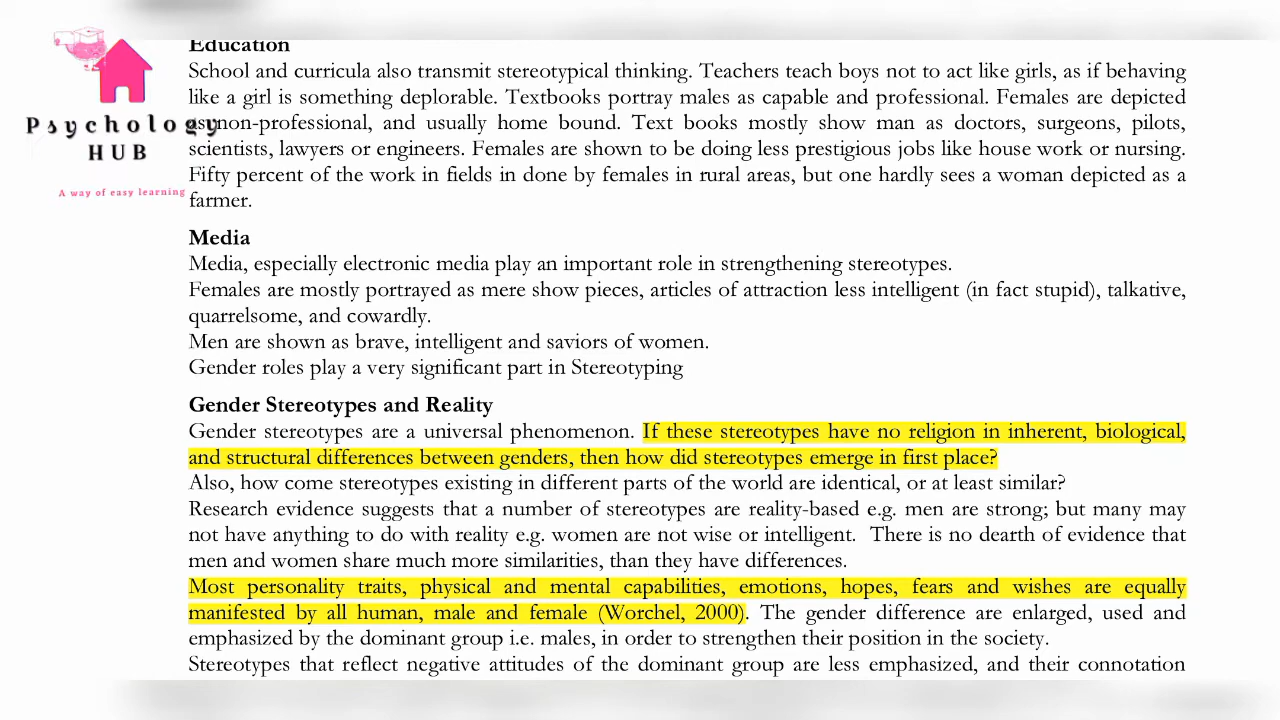 Psychology
HUB
A way of easy learning
Education
School and curricula also transmit stereotypical thinking. Teachers teach boys not to act like girls, as if behaving
like a girl is something deplorable. Textbooks portray males as capable and professional. Females are depicted
as non-professional, and usually home bound. Text books mostly show man as doctors, surgeons, pilots,
scientists, lawyers or engineers. Females are shown to be doing less prestigious jobs like house work or nursing.
Fifty percent of the work in fields in done by females in rural areas, but one hardly sees a woman depicted as a
farmer.
Media
Media, especially electronic media play an important role in strengthening stereotypes.
Females are mostly portrayed as mere show pieces, articles of attraction less intelligent (in fact stupid), talkative,
quarrelsome, and cowardly.
Men are shown as brave, intelligent and saviors of women.
Gender roles play a very significant part in Stereotyping
Gender Stereotypes and Reality
Gender stereotypes are a universal phenomenon. If these stereotypes have no religion in inherent, biological,
and structural differences between genders, then how did stereotypes emerge in first place?
Also, how come stereotypes existing in different parts of the world are identical, or at least similar?
Research evidence suggests that a number of stereotypes are reality-based e.g. men are strong; but many may
not have anything to do with reality e.g. women are not wise or intelligent. There is no dearth of evidence that
men and women share much more similarities, than they have differences.
Most personality traits, physical and mental capabilities, emotions, hopes, fears and wishes are equally
manifested by all human, male and female (Worchel, 2000). The gender difference are enlarged, used and
emphasized by the dominant group i.e. males, in order to strengthen their position in the society.
Stereotypes that reflect negative attitudes of the dominant group are less emphasized, and their connotation